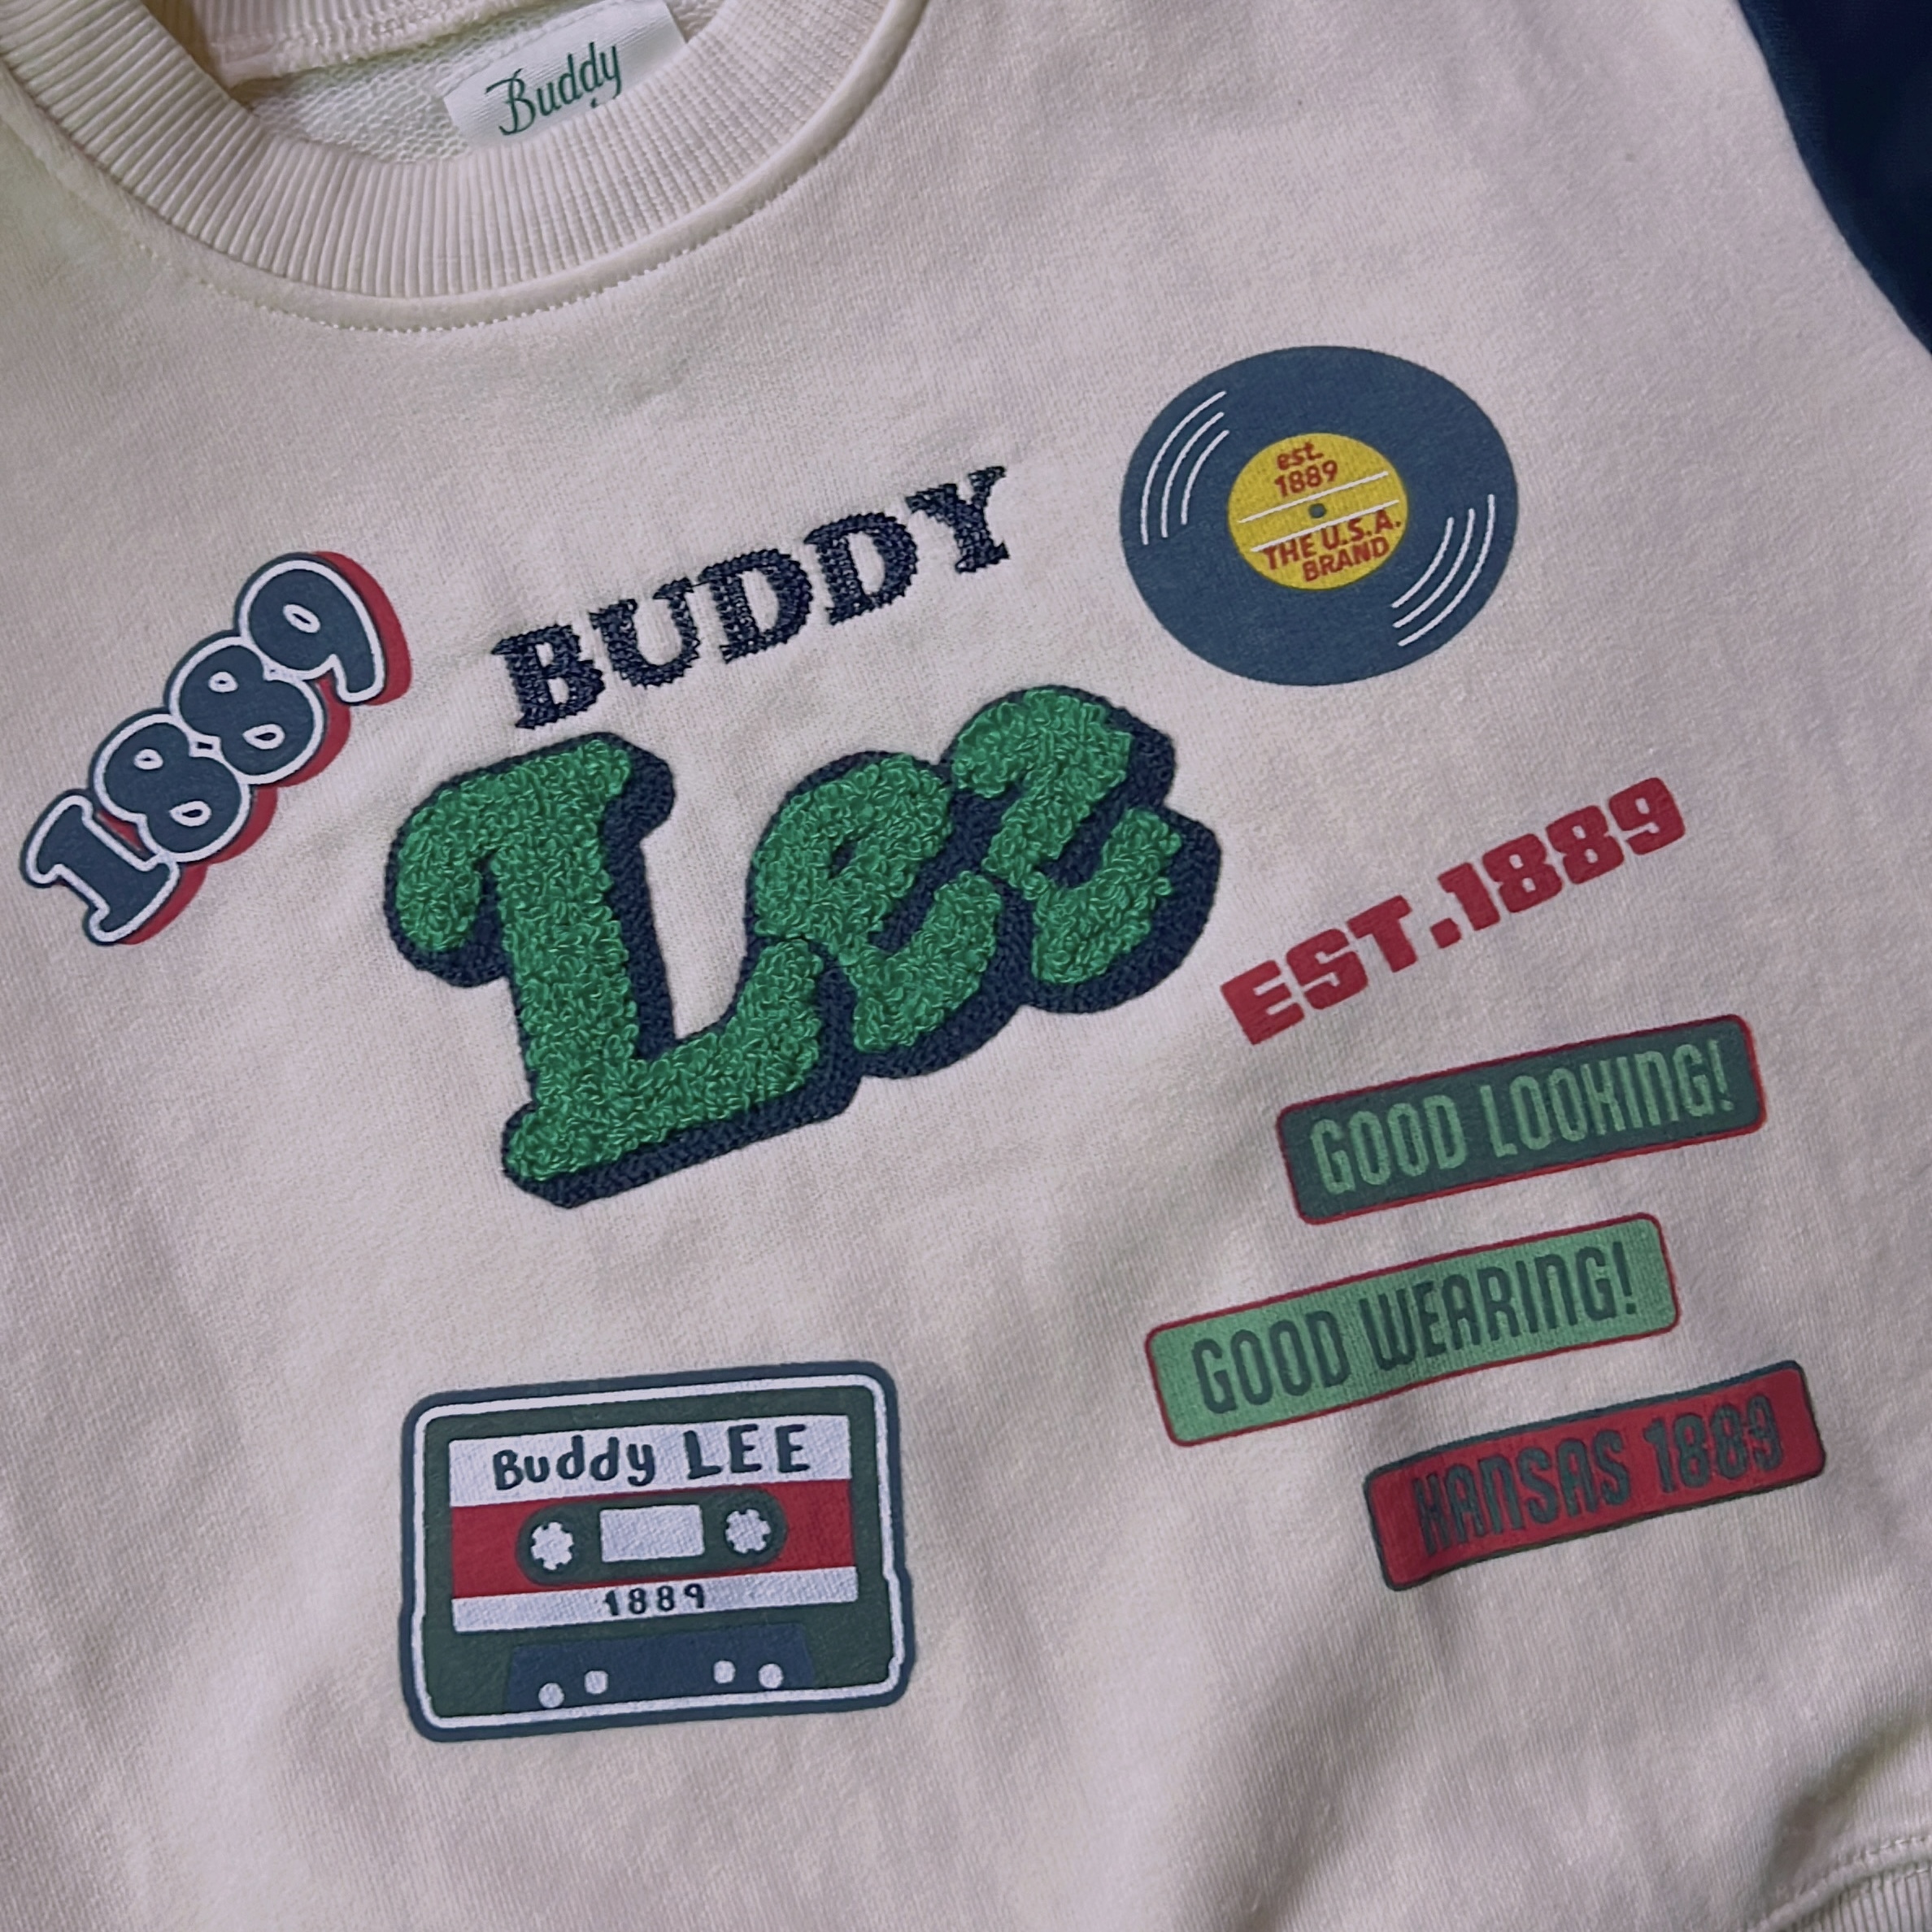 Buddy
est.
1889
THE U.S.A.
BRAND
1889
BUDDY
Lee
EST.1889
GOOD LOOKING!
GOOD WEARING!
KANSAS 1889
Buddy LEE
1889